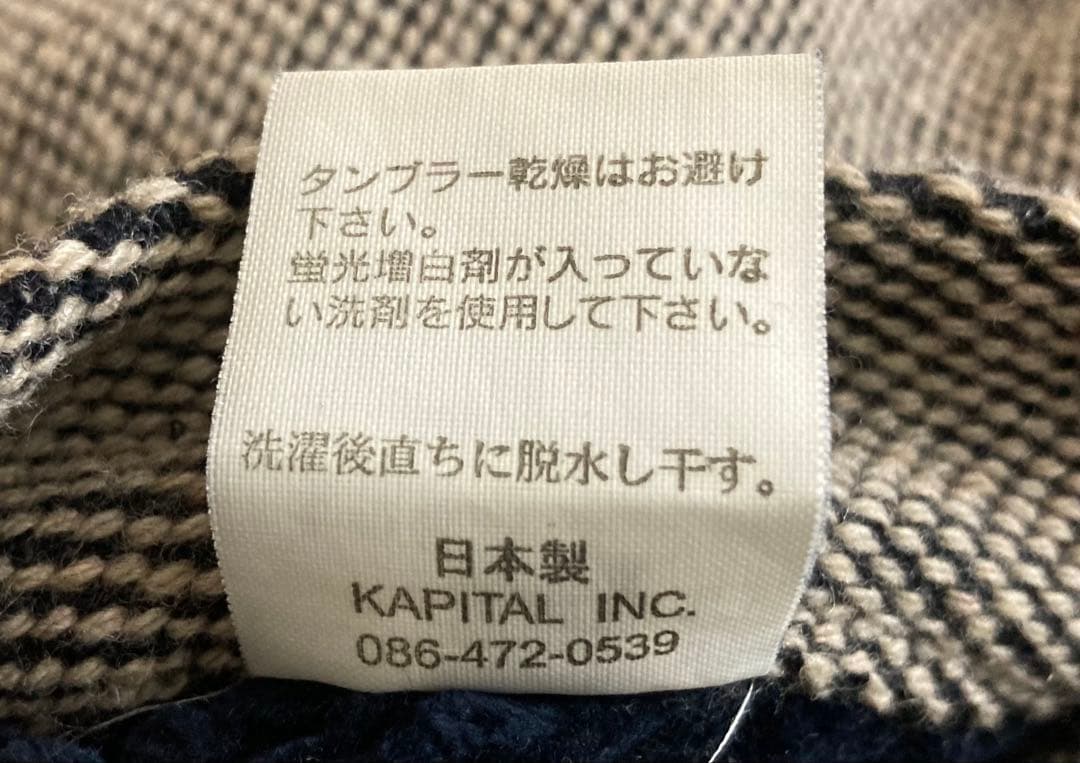 タンブラー乾燥はお避け
下さい。
蛍光増白剤が入っていな
い洗剤を使用して下さい。
洗濯後直ちに脱水し干す。
日本製
KAPITAL INC.
086-472-0539